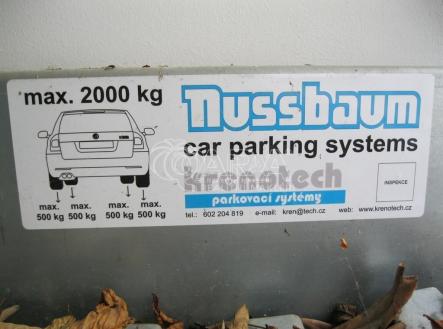 max. 2000 kg
Nussbaum
car parking systems
krenotech
parkovací systémy
INSPEKCE
max. 500 kg
max. 500 kg
max. 500 kg
max. 500 kg
tel.: 602 204 819 e-mail: kren@tech.cz web: www.krenotech.cz